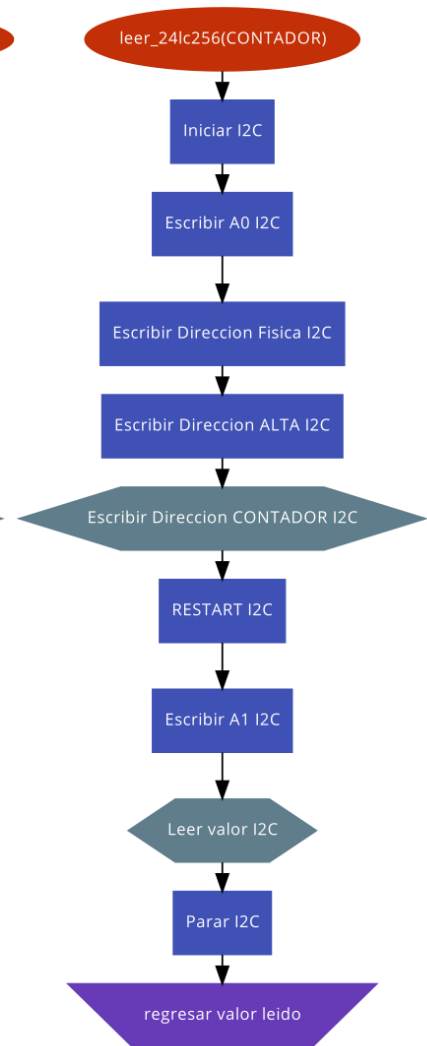 leer_24lc256(CONTADOR)
Iniciar I2C
Escribir A0 I2C
Escribir Direccion Fisica I2C
Escribir Direccion ALTA I2C
Escribir Direccion CONTADOR I2C
RESTART I2C
Escribir A1 I2C
Leer valor I2C
Parar I2C
regresar valor leido